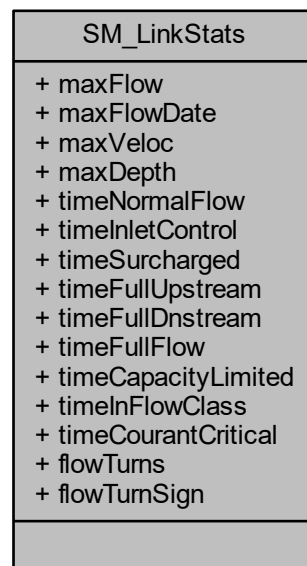 SM_LinkStats
+ maxFlow
+ maxFlowDate
+ maxVeloc
+ maxDepth
+ timeNormalFlow
+ timeInletControl
+ timeSurcharged
+ timeFullUpstream
+ timeFullDnstream
+ timeFullFlow
+ timeCapacityLimited
+ timeInFlowClass
+ timeCourantCritical
+ flowTurns
+ flowTurnSign